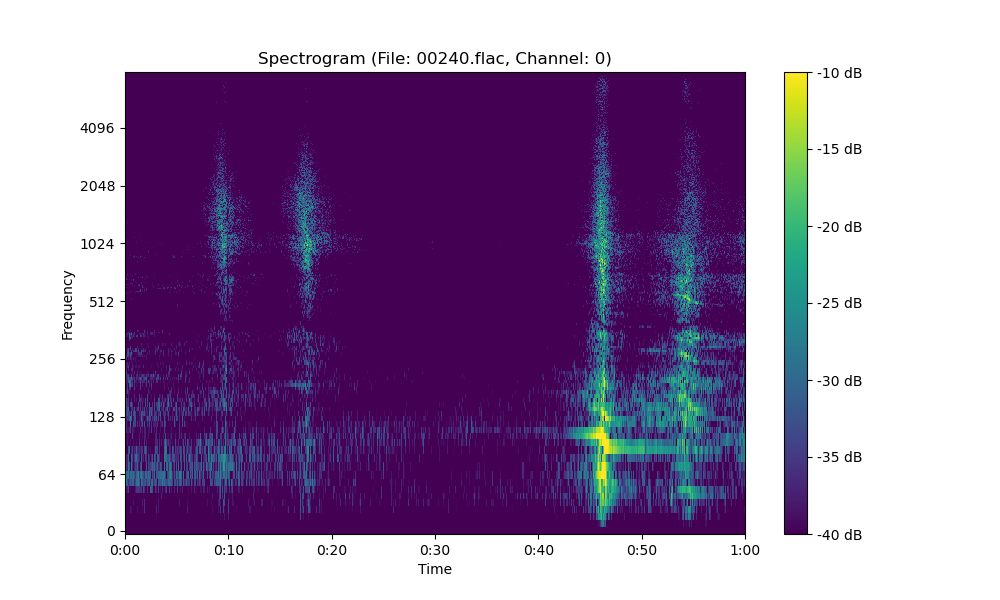 Spectrogram (File: 00240.flac, Channel: 0)
Frequency
4096
2048
1024
512
256
128
64
0
0:00
0:10
0:20
0:30
0:40
0:50
1:00
Time
-10 dB
-15 dB
-20 dB
-25 dB
-30 dB
-35 dB
-40 dB